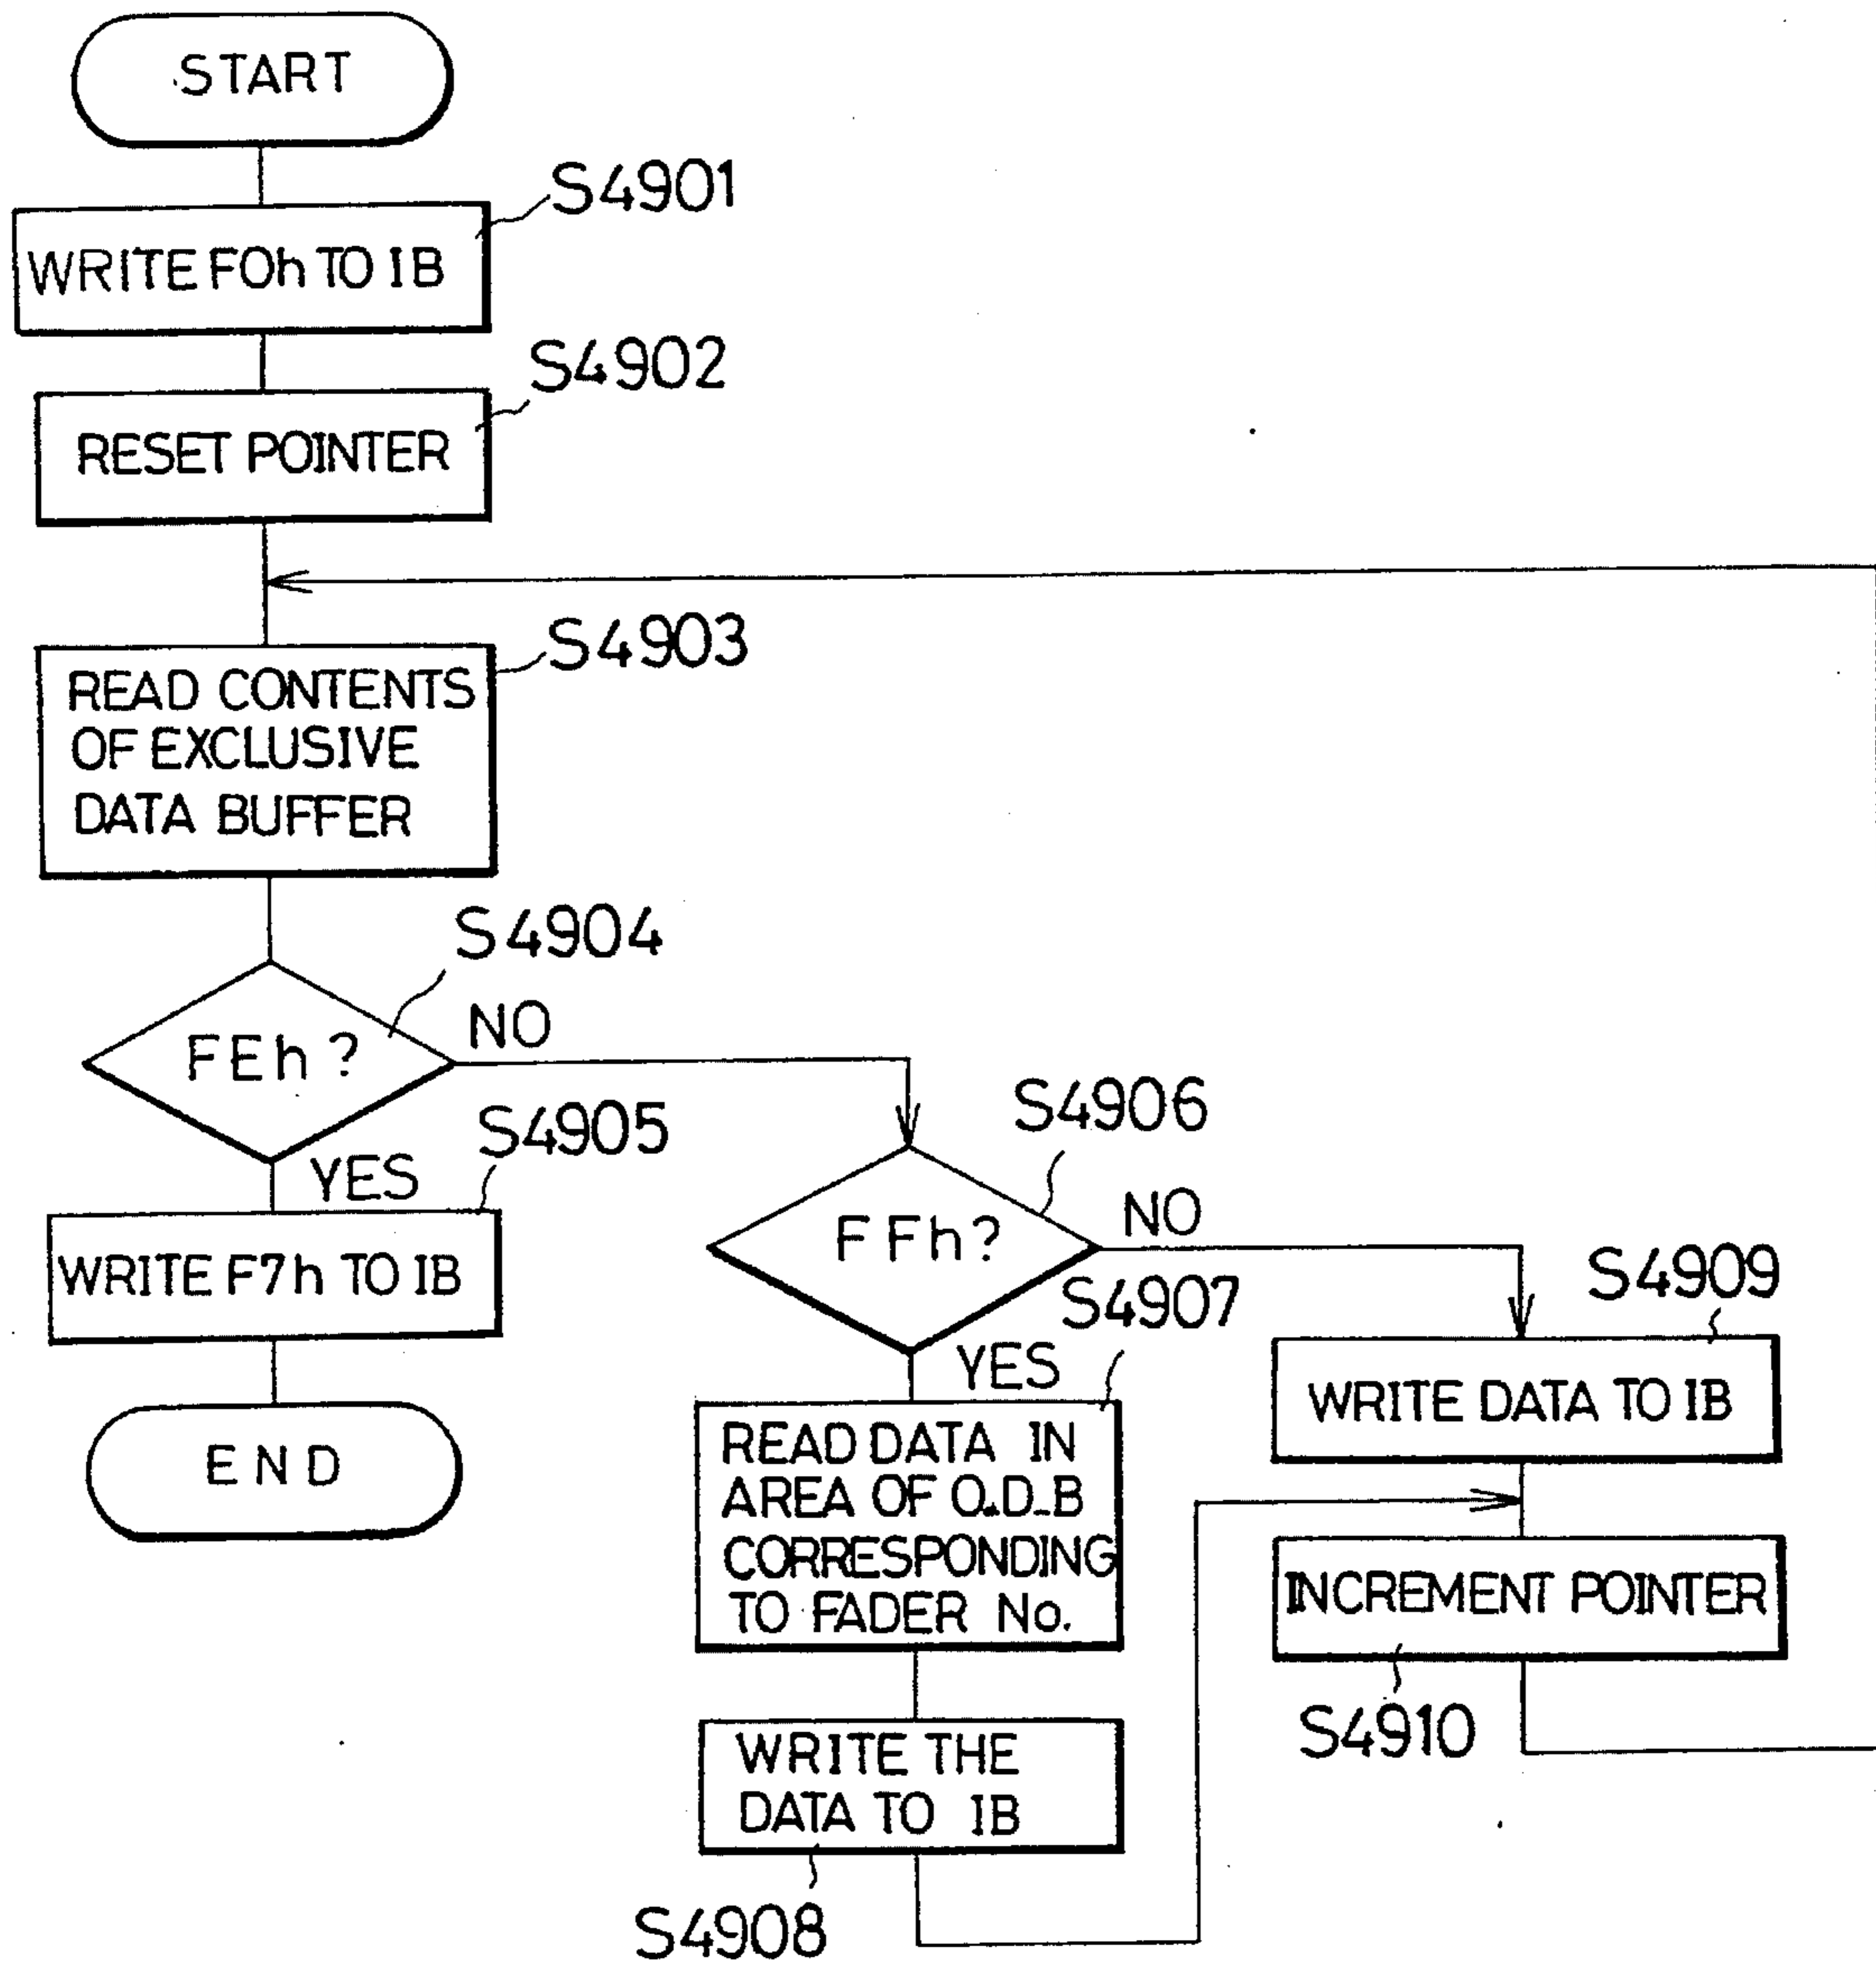 START
S4901
WRITE F0h TO IB
S4902
RESET POINTER
S4903
READ CONTENTS
OF EXCLUSIVE
DATA BUFFER
S4904
FEh?
NO
YES
S4905
WRITE F7h TO IB
END
S4906
FFh?
NO
YES
S4907
READ DATA IN
AREA OF O.D.B
CORRESPONDING
TO FADER No.
WRITE THE
DATA TO IB
S4908
S4909
WRITE DATA TO IB
INCREMENT POINTER
S4910